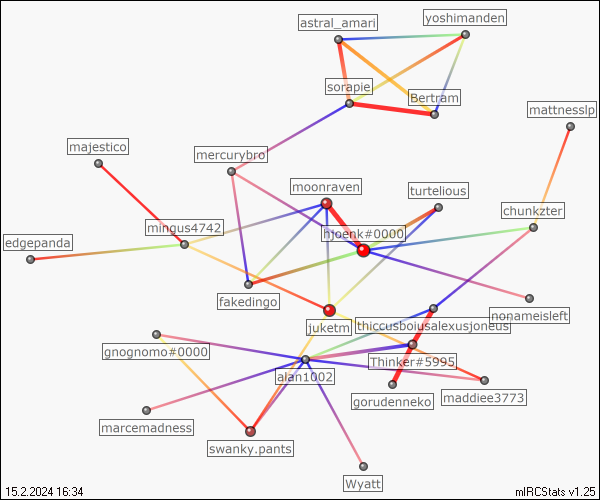 yoshimanden
astral_amari
sorapie
Bertram
mattnesslp
majestico
mercurybro
moonraven
turtelious
chunkzter
mingus4742
hjoenk#0000
edgepanda
fakedingo
nonameisleft
juketm
thiccusboiusalexusjoneus
gnognomo#0000
Thinker#5995
alan1002
maddiee3773
gorudenneko
marcemadness
swanky.pants
Wyatt
15.2.2024 16:34
mIRCStats v1.25